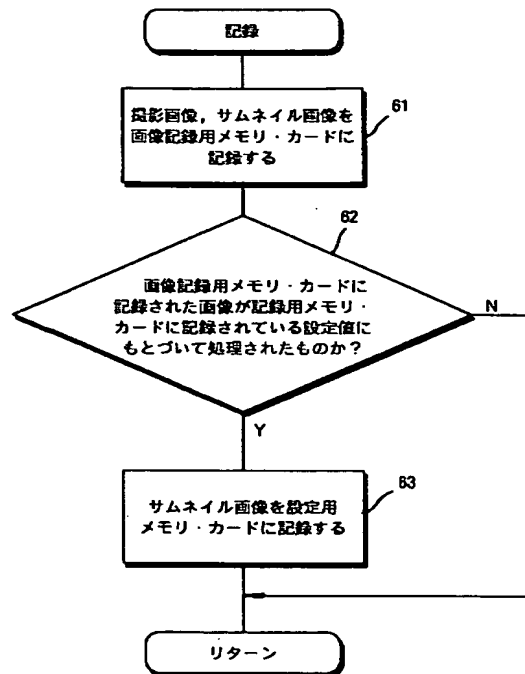 記録
撮影画像，サムネイル画像を
画像記録用メモリ・カードに
記録する
61
62
画像記録用メモリ・カードに
記録された画像が記録用メモリ・
カードに記録されている設定値に
もとづいて処理されたものか？
N
Y
サムネイル画像を設定用
メモリ・カードに記録する
63
リターン